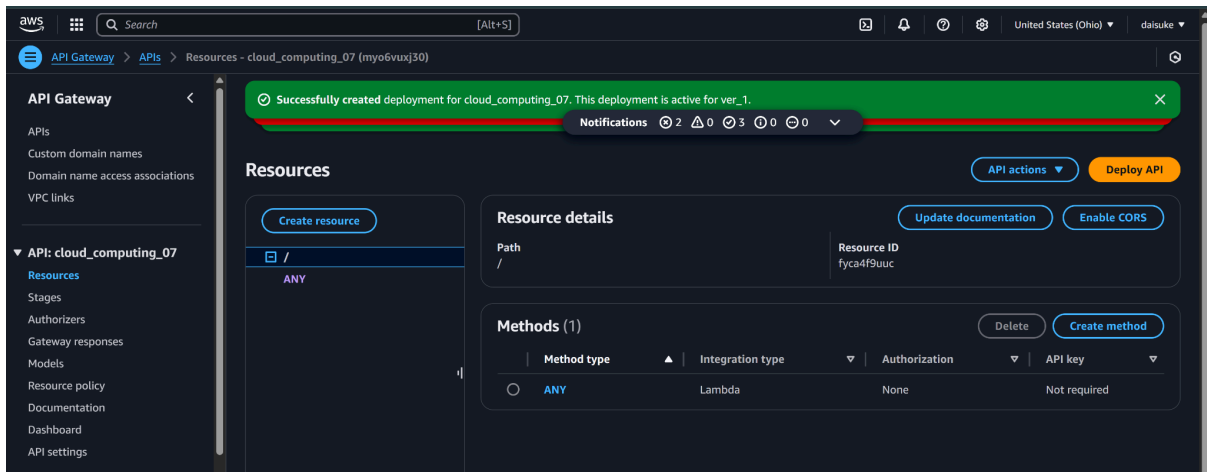 aws
Search
[Alt+S]
United States (Ohio)
daisuke
API Gateway > APIs > Resources - cloud_computing_07 (myo6vuxj30)
API Gateway
APIs
Custom domain names
Domain name access associations
VPC links
API: cloud_computing_07
Resources
Stages
Authorizers
Gateway responses
Models
Resource policy
Documentation
Dashboard
API settings
Successfully created deployment for cloud_computing_07. This deployment is active for ver_1.
Notifications 2 0 3 0 0
Resources
API actions
Deploy API
Create resource
/
ANY
Resource details
Update documentation
Enable CORS
Path
/
Resource ID
fyca4f9uuc
Methods (1)
Delete
Create method
Method type Integration type Authorization API key
ANY Lambda None Not required